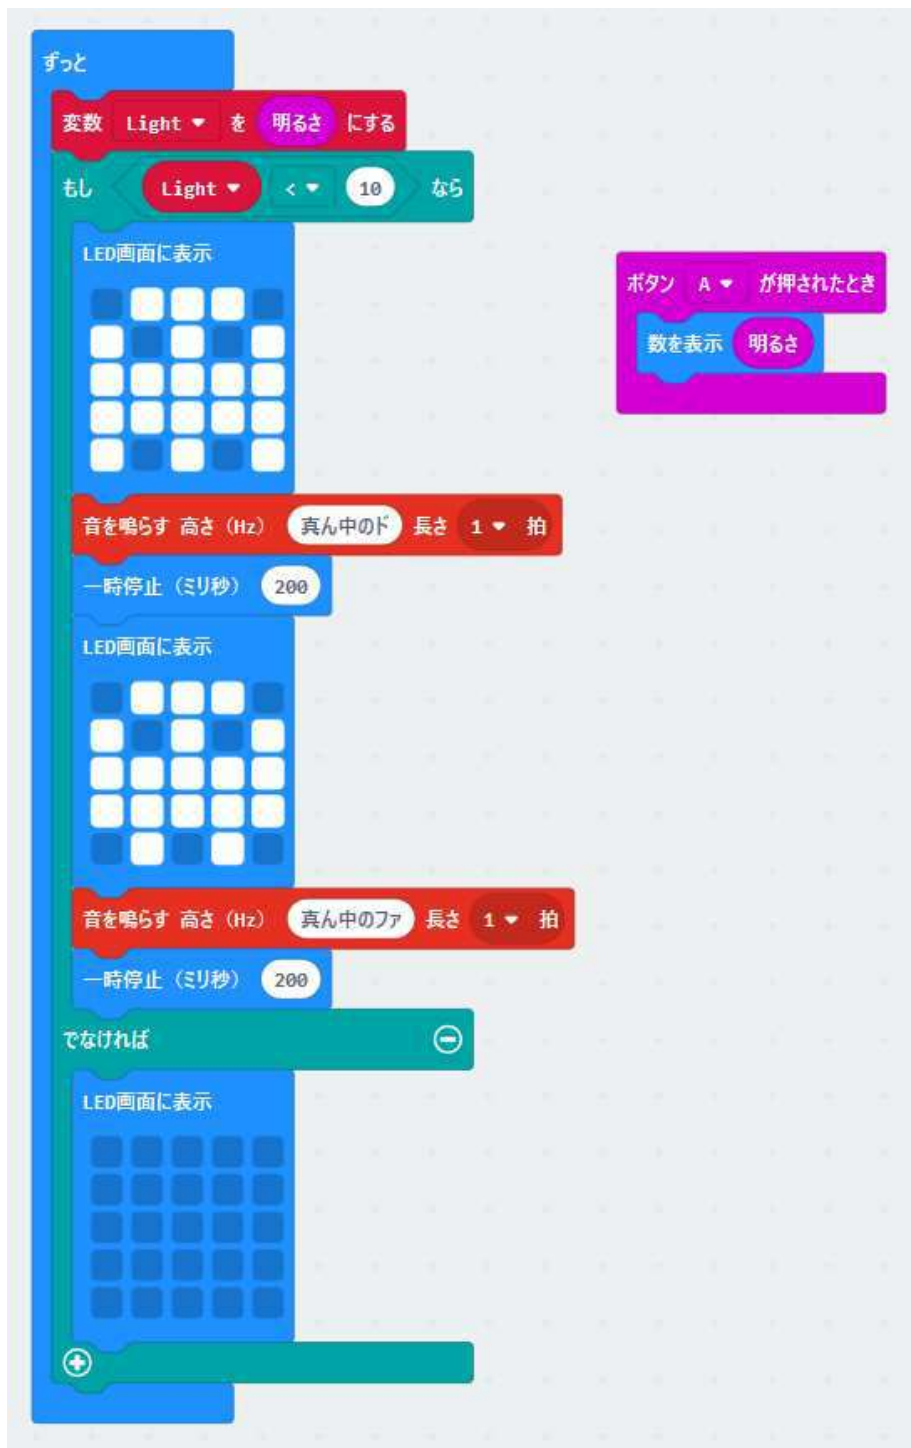 ずっと
変数 Light を 明るさ にする
もし Light < 10 なら
LED画面に表示
音を鳴らす 高さ（Hz） 真ん中のド 長さ 1 拍
一時停止（ミリ秒） 200
LED画面に表示
音を鳴らす 高さ（Hz） 真ん中のファ 長さ 1 拍
一時停止（ミリ秒） 200
でなければ
LED画面に表示
ボタン A が押されたとき
数を表示 明るさ